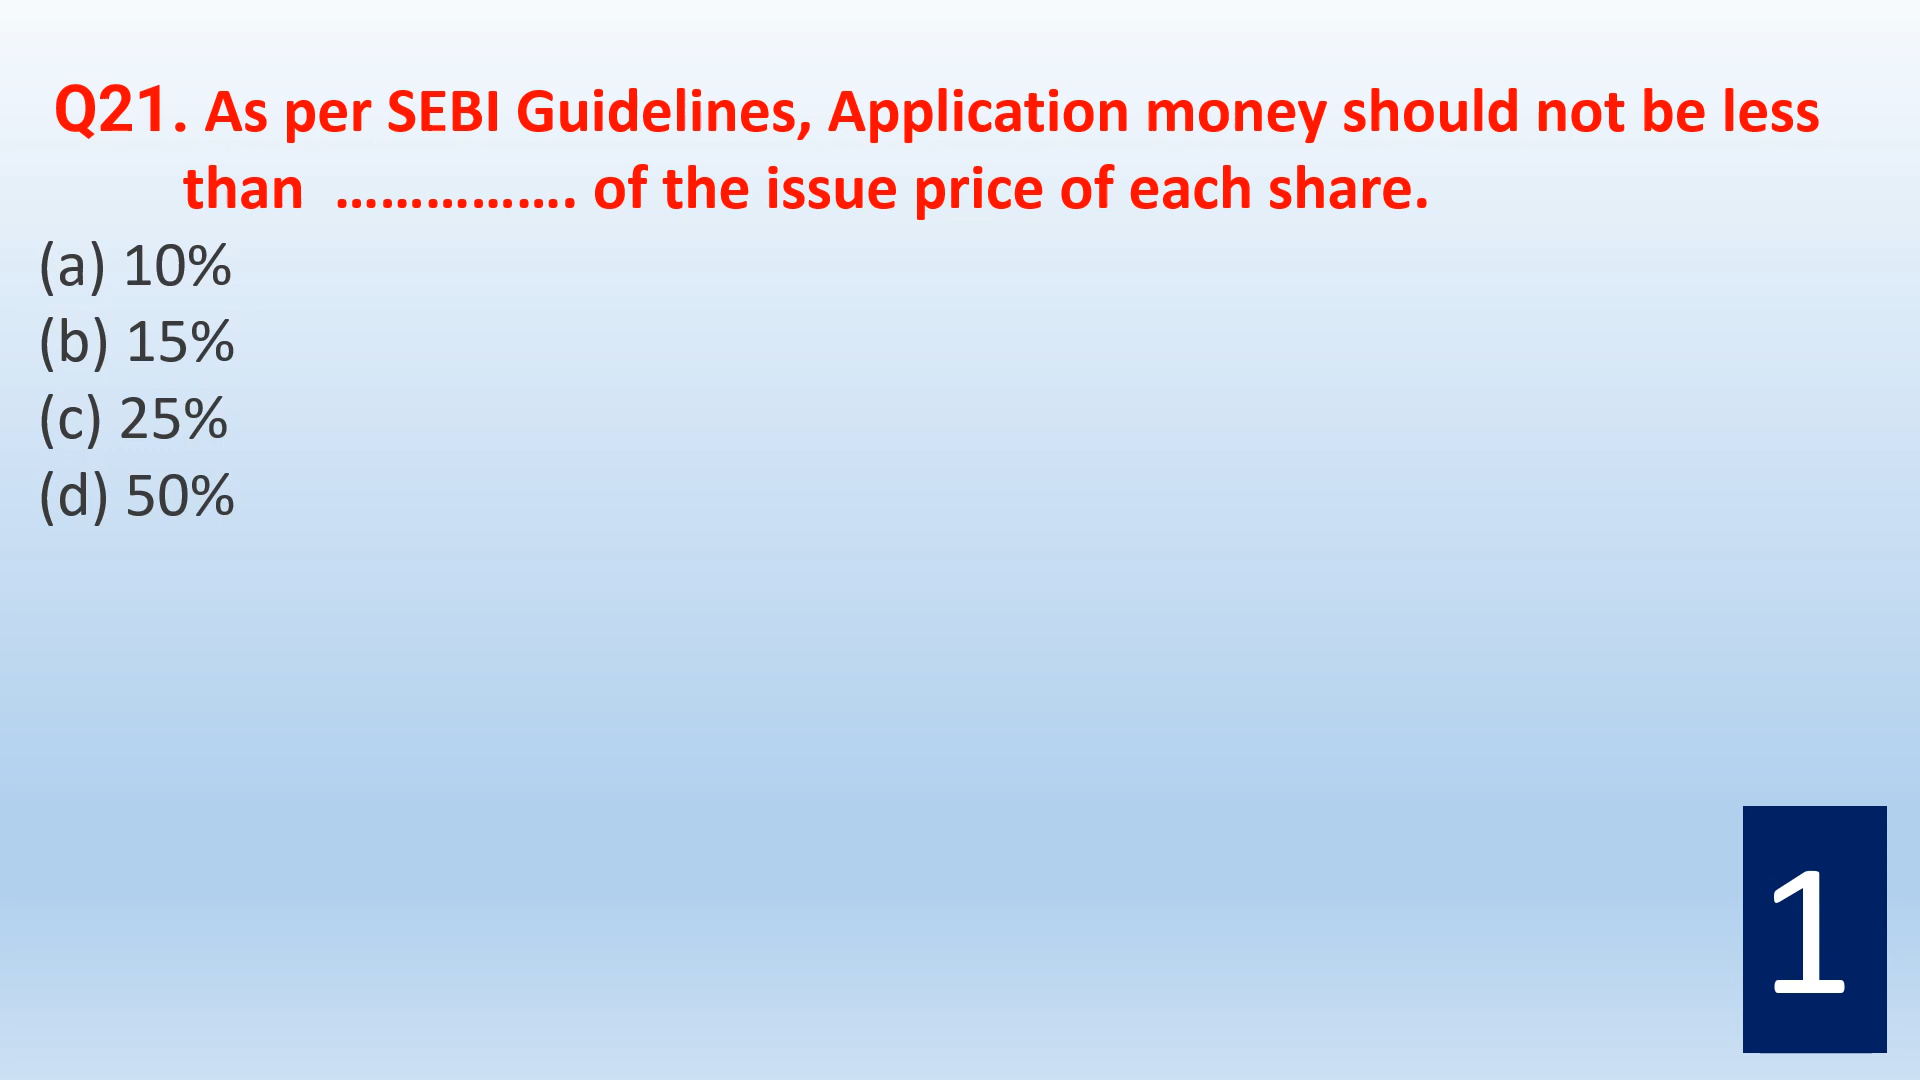 Q21. As per SEBI Guidelines, Application money should not be less
than ……………. of the issue price of each share.
(a) 10%
(b) 15%
(c) 25%
(d) 50%
1